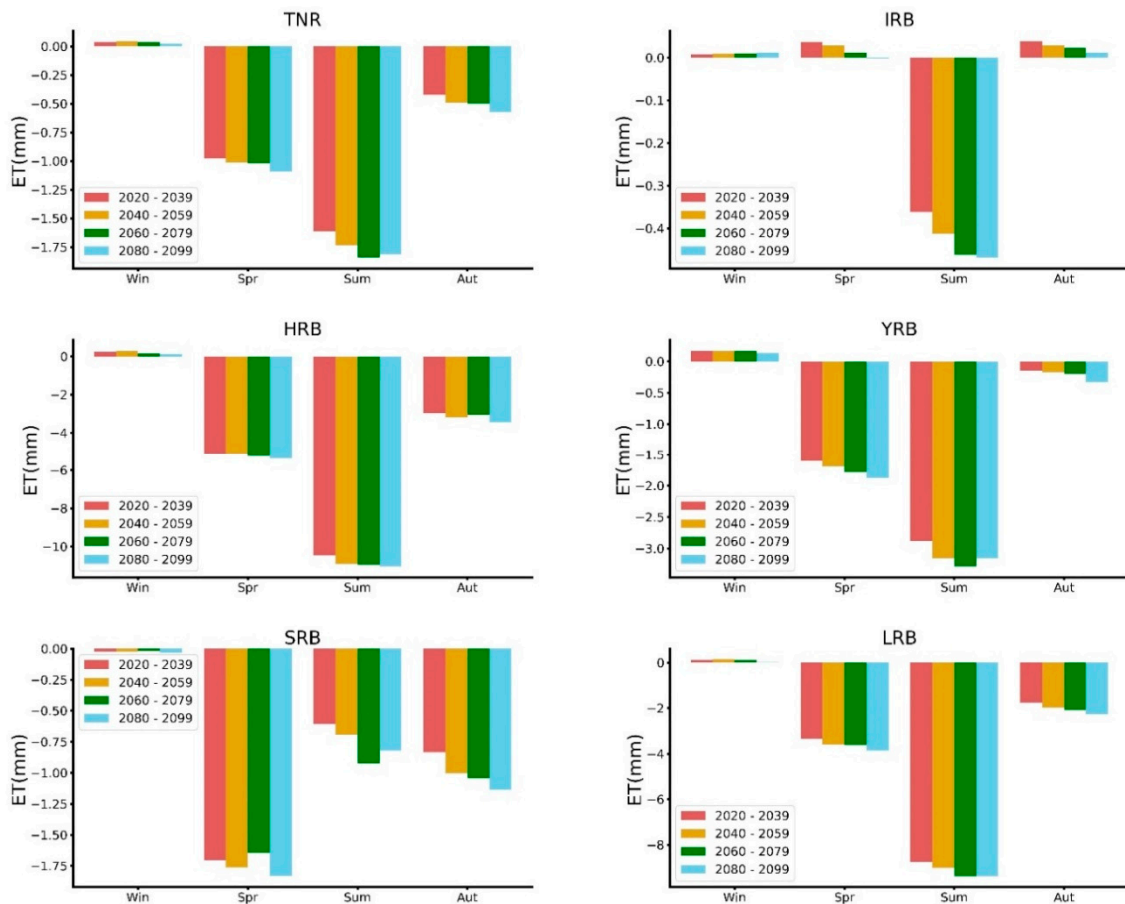 TNR
ET(mm)
0.00
−0.25
−0.50
−0.75
−1.00
−1.25
−1.50
−1.75
2020 - 2039
2040 - 2059
2060 - 2079
2080 - 2099
Win Spr Sum Aut
IRB
ET(mm)
0.0
−0.1
−0.2
−0.3
−0.4
2020 - 2039
2040 - 2059
2060 - 2079
2080 - 2099
Win Spr Sum Aut
HRB
ET(mm)
0
−2
−4
−6
−8
−10
2020 - 2039
2040 - 2059
2060 - 2079
2080 - 2099
Win Spr Sum Aut
YRB
ET(mm)
0.0
−0.5
−1.0
−1.5
−2.0
−2.5
−3.0
2020 - 2039
2040 - 2059
2060 - 2079
2080 - 2099
Win Spr Sum Aut
SRB
ET(mm)
0.00
−0.25
−0.50
−0.75
−1.00
−1.25
−1.50
−1.75
2020 - 2039
2040 - 2059
2060 - 2079
2080 - 2099
Win Spr Sum Aut
LRB
ET(mm)
0
−2
−4
−6
−8
2020 - 2039
2040 - 2059
2060 - 2079
2080 - 2099
Win Spr Sum Aut